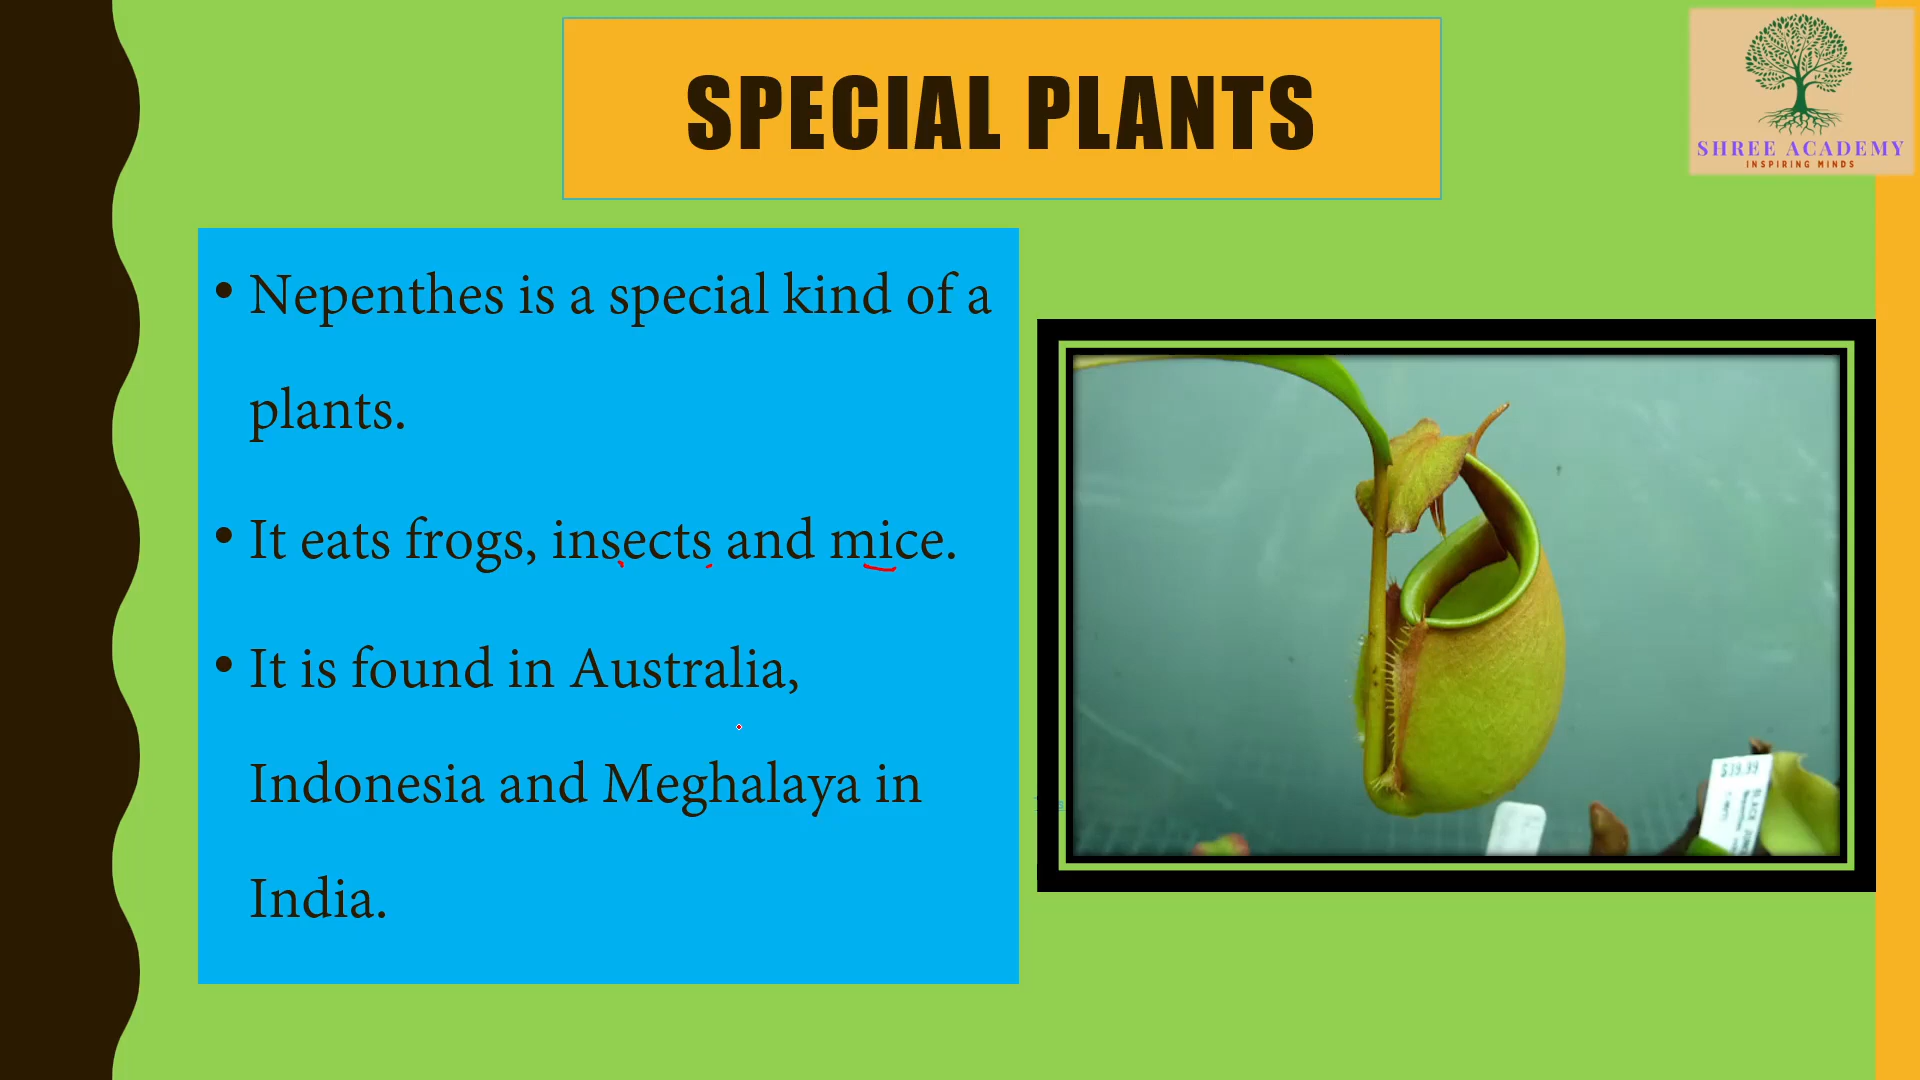 SPECIAL PLANTS
SHREE ACADEMY
INSPIRING MINDS
• Nepenthes is a special kind of a
plants.
• It eats frogs, insects and mice.
• It is found in Australia,
Indonesia and Meghalaya in
India.
$39.99